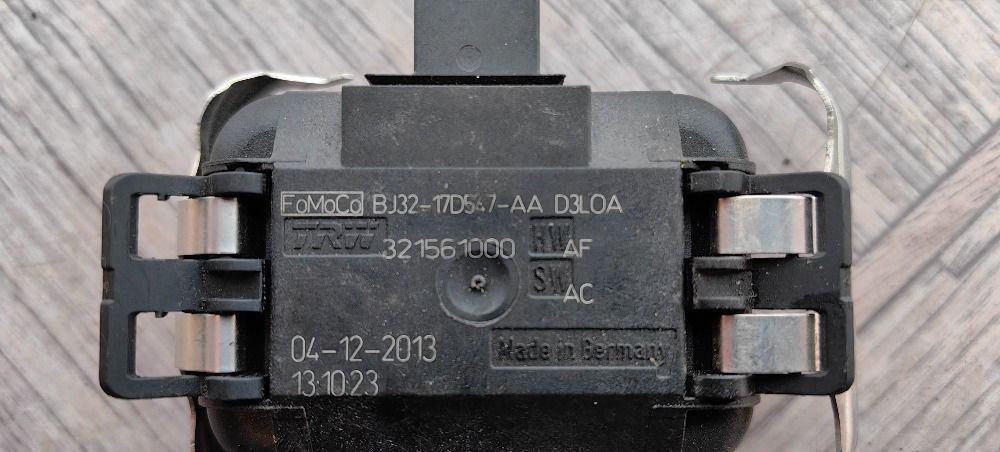 FoMoCo BJ32-17D547-AA D3LOA
TRW 321561000 HW AF
SW AC
04-12-2013 Made in Germany
13:10:23